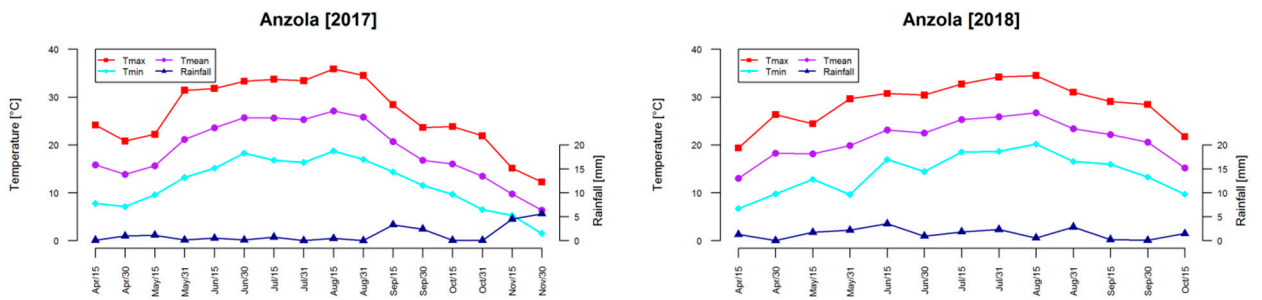 Anzola [2017]
40
30
20
10
0
Temperature [°C]
Tmax Tmean
Tmin Rainfall
20
15
10
5
0
Rainfall [mm]
Apr/15
Apr/30
May/15
May/31
Jun/15
Jun/30
Jul/15
Jul/31
Aug/15
Aug/31
Sep/15
Sep/30
Oct/15
Oct/31
Nov/15
Nov/30
Anzola [2018]
40
30
20
10
0
Temperature [°C]
Tmax Tmean
Tmin Rainfall
20
15
10
5
0
Rainfall [mm]
Apr/15
Apr/30
May/15
May/31
Jun/15
Jun/30
Jul/15
Jul/31
Aug/15
Aug/31
Sep/15
Sep/30
Oct/15